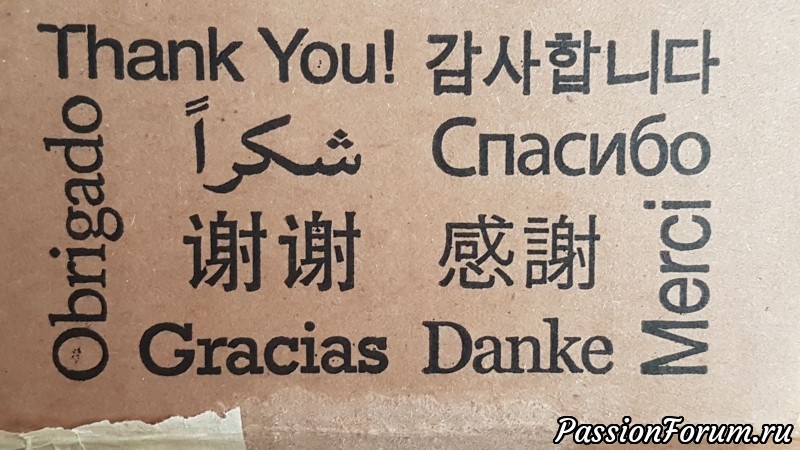 Thank You! 감사합니다
Obrigado
شكراً Спасибо
谢谢 感謝
Merci
Gracias Danke
PassionForum.ru